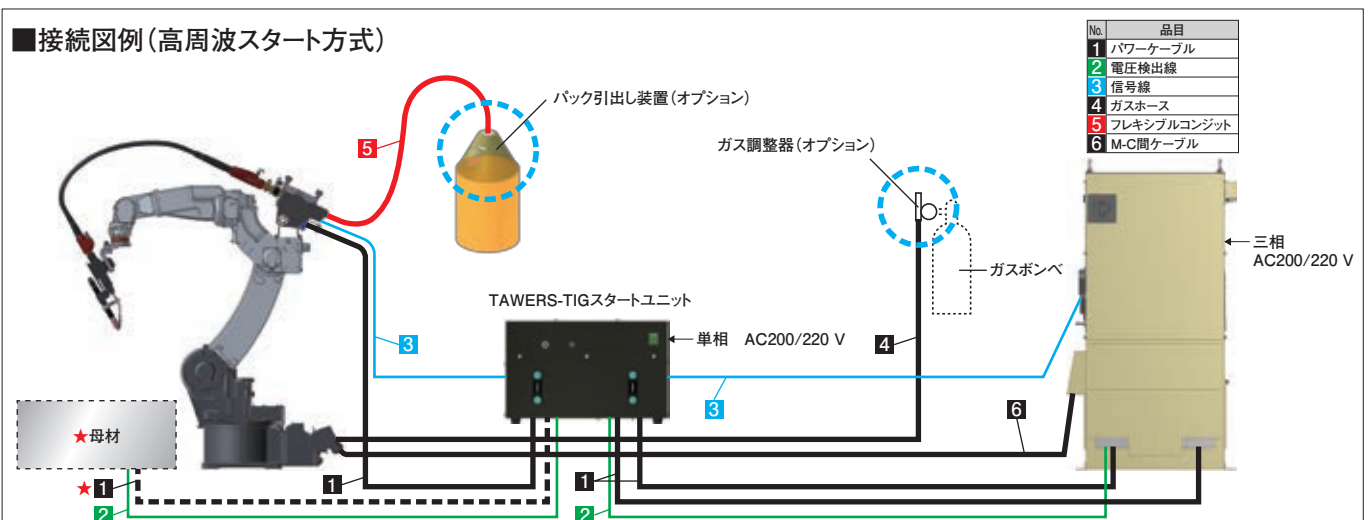 ■接続図例(高周波スタート方式)
No. 品目
1 パワーケーブル
2 電圧検出線
3 信号線
4 ガスホース
5 フレキシブルコンジット
6 M-C間ケーブル
パック引出し装置(オプション)
5
ガス調整器(オプション)
三相
AC200/220 V
ガスボンベ
TAWERS-TIGスタートユニット
単相 AC200/220 V
3
4
3
6
★母材
★1
1
1
2
2